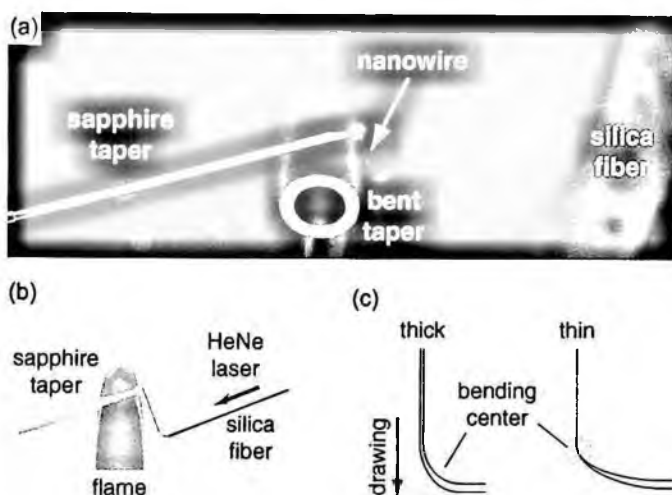 (a)
nanowire
sapphire
taper
silica
fiber
bent
taper
(b)
sapphire
taper
HeNe
laser
silica
fiber
flame
(c)
thick
thin
bending
center
drawing